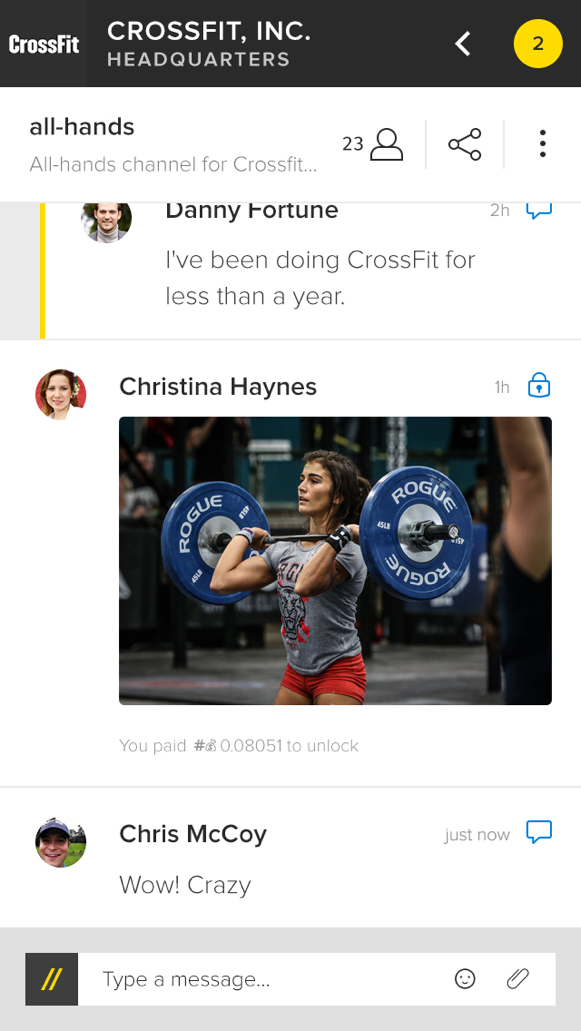 CrossFit
CROSSFIT, INC.
HEADQUARTERS
2
all-hands
23
All-hands channel for Crossfit...
Danny Fortune
2h
I've been doing CrossFit for
less than a year.
Christina Haynes
1h
ROGUE
45LB
ROGUE
45LB
ROGUE
You paid #💰0.08051 to unlock
Chris McCoy
just now
Wow! Crazy
//
Type a message...